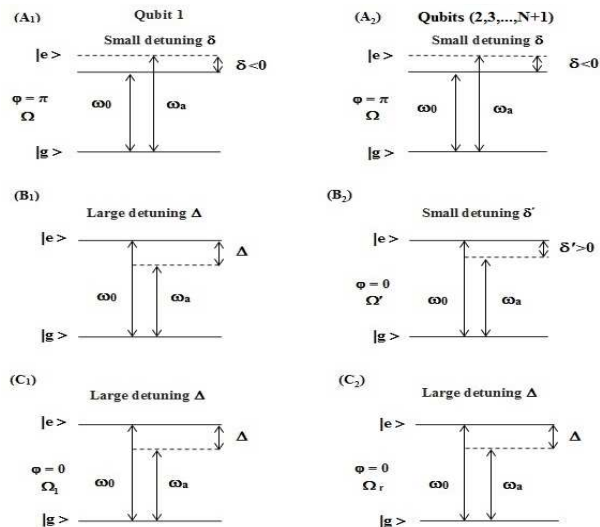 (A₁) Qubit 1
Small detuning δ
|e >
δ<0
φ = π
Ω
ω₀
ωₐ
|g >
(A₂) Qubits (2,3,...,N+1)
Small detuning δ
|e >
δ<0
φ = π
Ω
ω₀
ωₐ
|g >
(B₁)
Large detuning Δ
|e >
Δ
ω₀
ωₐ
|g >
(B₂)
Small detuning δ′
|e >
δ′>0
φ = 0
Ω′
ω₀
ωₐ
|g >
(C₁)
Large detuning Δ
|e >
Δ
φ = 0
Ω₁
ω₀
ωₐ
|g >
(C₂)
Large detuning Δ
|e >
Δ
φ = 0
Ω ᵣ
ω₀
ωₐ
|g >